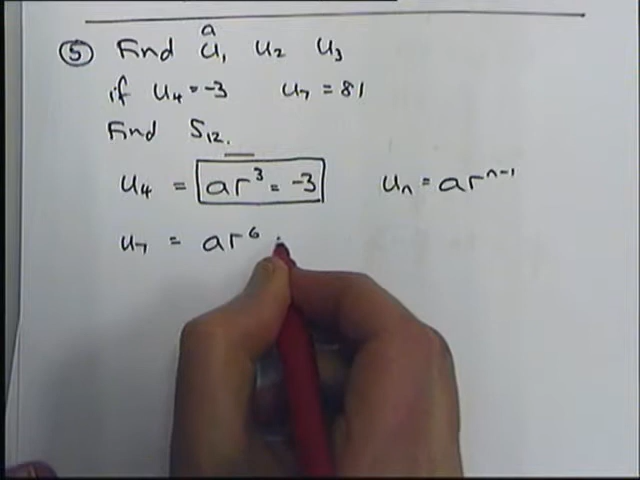 a
⑤ Find u₁ u₂ u₃
if u₄ = -3 u₇ = 81
Find S₁₂.
u₄ = ar³ = -3 uₙ = arⁿ⁻¹
u₇ = ar⁶